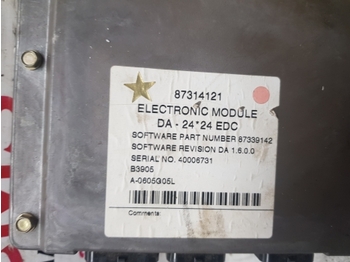 87314121
ELECTRONIC MODULE
DA - 24*24 EDC
SOFTWARE PART NUMBER 87339142
SOFTWARE REVISION DA 1.6.0.0
SERIAL NO. 40006731
B3905
A-0605G05L
Comments: